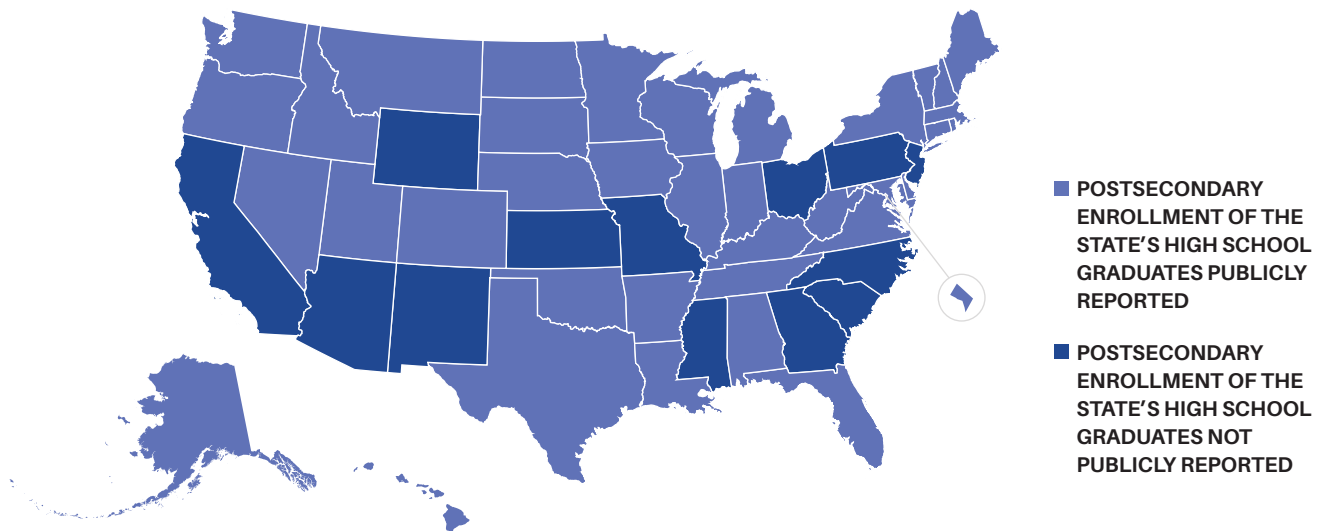 POSTSECONDARY
ENROLLMENT OF THE
STATE’S HIGH SCHOOL
GRADUATES PUBLICLY
REPORTED
POSTSECONDARY
ENROLLMENT OF THE
STATE’S HIGH SCHOOL
GRADUATES NOT
PUBLICLY REPORTED